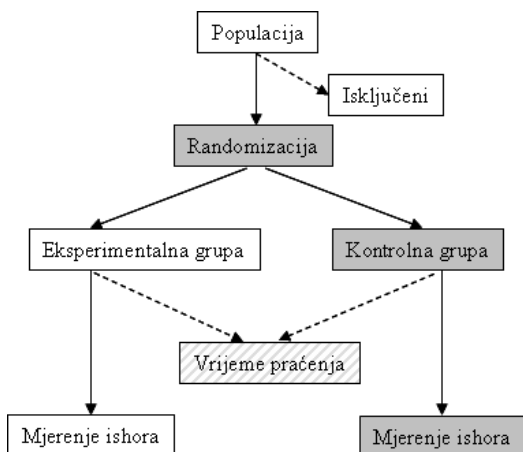 Populacija
Isključeni
Randomizacija
Eksperimentalna grupa
Kontrolna grupa
Vrijeme praćenja
Mjerenje ishora
Mjerenje ishora